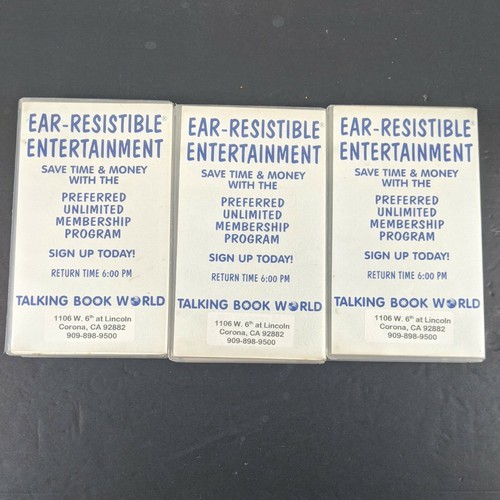 EAR-RESISTIBLE®
ENTERTAINMENT
SAVE TIME & MONEY
WITH THE
PREFERRED
UNLIMITED
MEMBERSHIP
PROGRAM
SIGN UP TODAY!
RETURN TIME 6:00 PM
TALKING BOOK WORLD
1106 W. 6th at Lincoln
Corona, CA 92882
909-898-9500
EAR-RESISTIBLE®
ENTERTAINMENT
SAVE TIME & MONEY
WITH THE
PREFERRED
UNLIMITED
MEMBERSHIP
PROGRAM
SIGN UP TODAY!
RETURN TIME 6:00 PM
TALKING BOOK WORLD
1106 W. 6th at Lincoln
Corona, CA 92882
909-898-9500
EAR-RESISTIBLE®
ENTERTAINMENT
SAVE TIME & MONEY
WITH THE
PREFERRED
UNLIMITED
MEMBERSHIP
PROGRAM
SIGN UP TODAY!
RETURN TIME 6:00 PM
TALKING BOOK WORLD
1106 W. 6th at Lincoln
Corona, CA 92882
909-898-9500